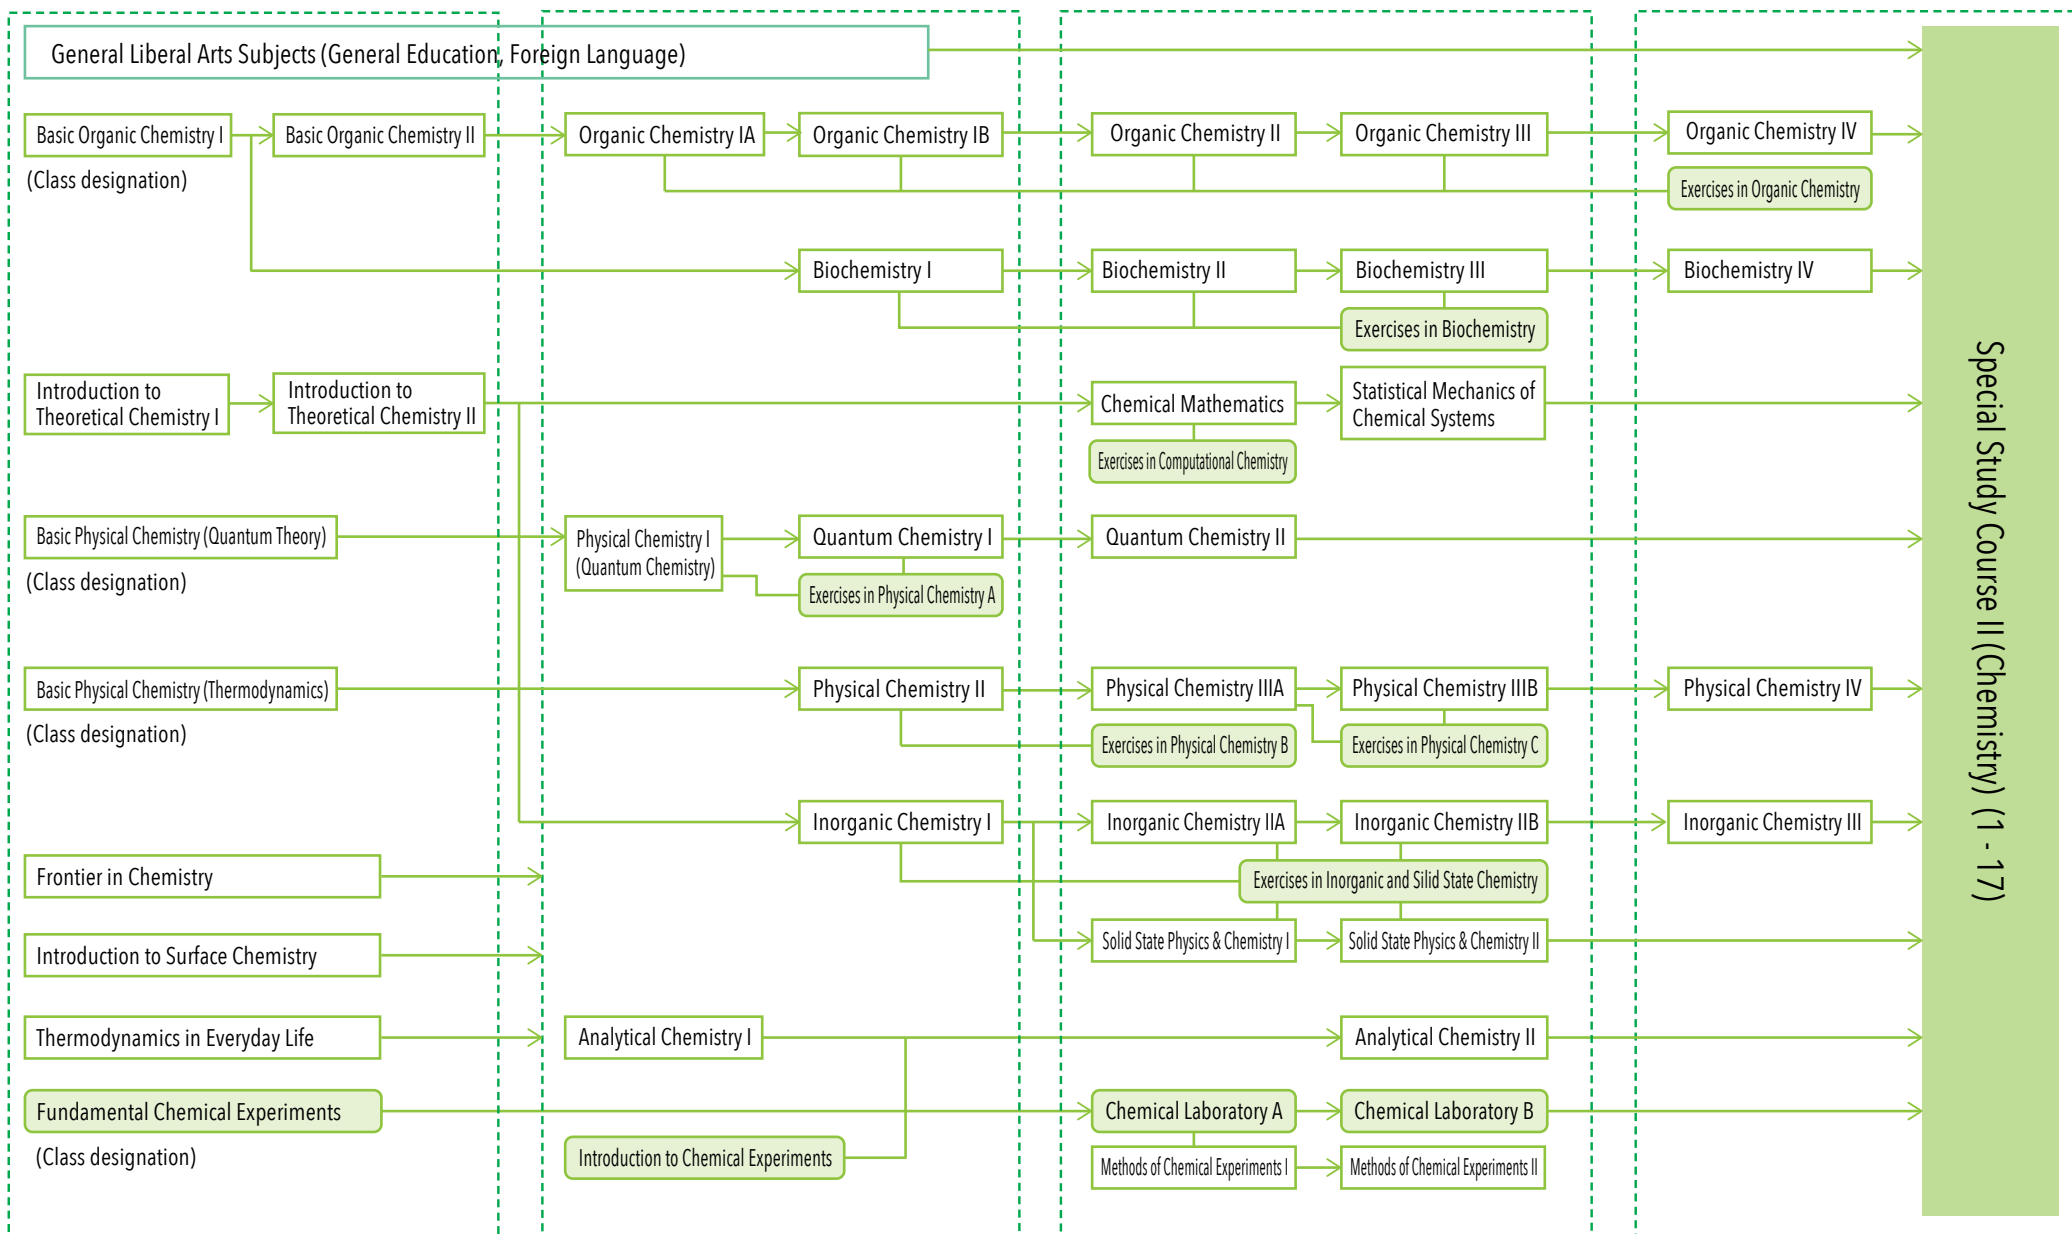 General Liberal Arts Subjects (General Education, Foreign Language)
Basic Organic Chemistry I
Basic Organic Chemistry II
Organic Chemistry IA
Organic Chemistry IB
Organic Chemistry II
Organic Chemistry III
Organic Chemistry IV
(Class designation)
Exercises in Organic Chemistry
Biochemistry I
Biochemistry II
Biochemistry III
Biochemistry IV
Exercises in Biochemistry
Introduction to
Theoretical Chemistry I
Introduction to
Theoretical Chemistry II
Chemical Mathematics
Statistical Mechanics of
Chemical Systems
Exercises in Computational Chemistry
Basic Physical Chemistry (Quantum Theory)
Physical Chemistry I
(Quantum Chemistry)
Quantum Chemistry I
Quantum Chemistry II
(Class designation)
Exercises in Physical Chemistry A
Basic Physical Chemistry (Thermodynamics)
Physical Chemistry II
Physical Chemistry IIIA
Physical Chemistry IIIB
Physical Chemistry IV
(Class designation)
Exercises in Physical Chemistry B
Exercises in Physical Chemistry C
Inorganic Chemistry I
Inorganic Chemistry IIA
Inorganic Chemistry IIB
Inorganic Chemistry III
Frontier in Chemistry
Exercises in Inorganic and Silid State Chemistry
Introduction to Surface Chemistry
Solid State Physics & Chemistry I
Solid State Physics & Chemistry II
Thermodynamics in Everyday Life
Analytical Chemistry I
Analytical Chemistry II
Fundamental Chemical Experiments
Chemical Laboratory A
Chemical Laboratory B
(Class designation)
Introduction to Chemical Experiments
Methods of Chemical Experiments I
Methods of Chemical Experiments II
Special Study Course II (Chemistry) (1 - 17)